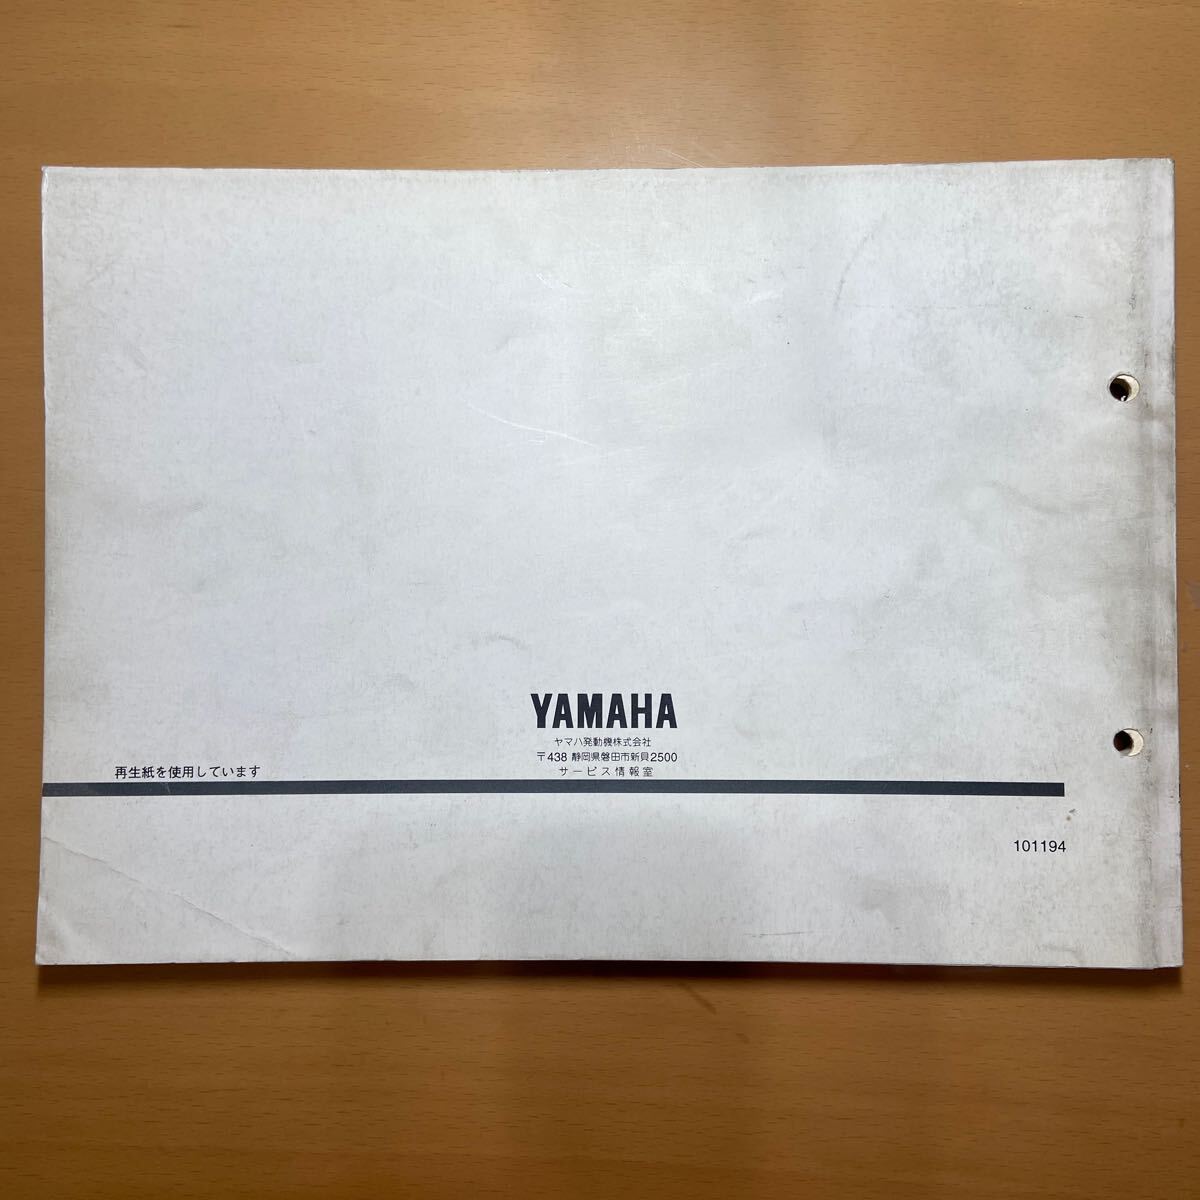 YAMAHA
ヤマハ発動機株式会社
〒438 静岡県磐田市新貝2500
サービス情報室
再生紙を使用しています
101194